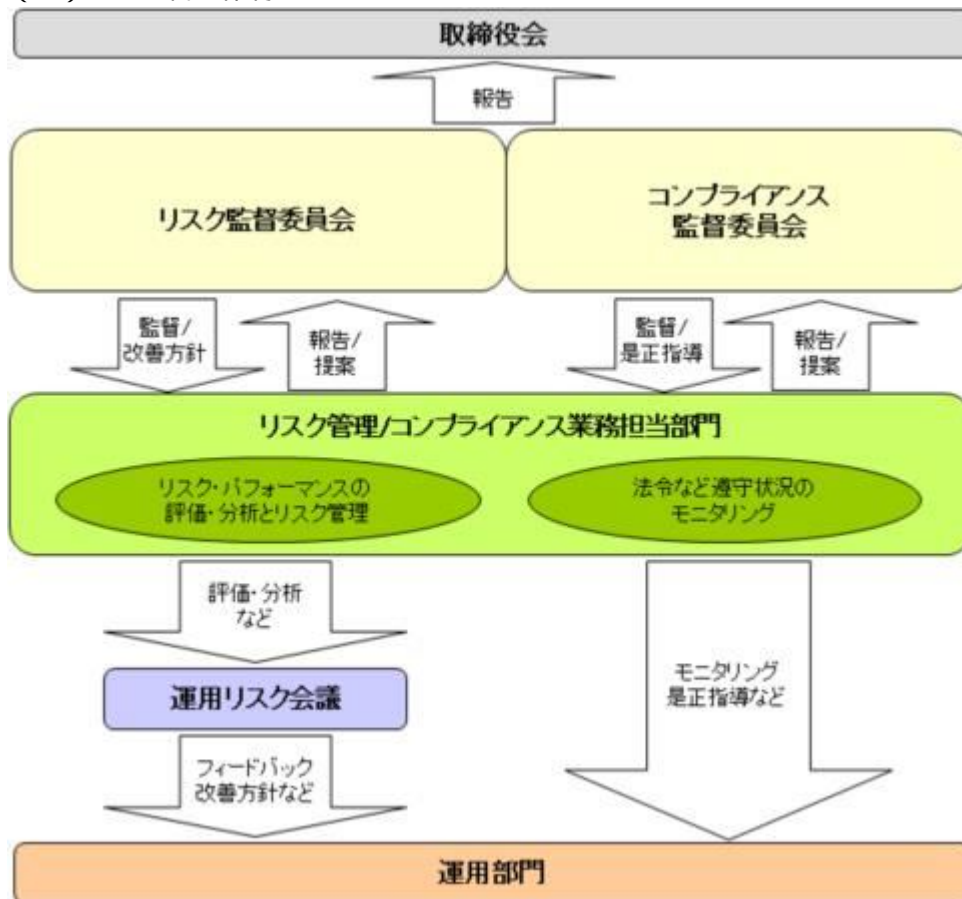 取締役会
報告
リスク監督委員会
コンプライアンス
監督委員会
監督/
改善方針
報告/
提案
監督/
是正指導
報告/
提案
リスク管理/コンプライアンス業務担当部門
リスク・パフォーマンスの
評価・分析とリスク管理
法令など遵守状況の
モニタリング
評価・分析
など
運用リスク会議
モニタリング
是正指導など
フィードバック
改善方針など
運用部門